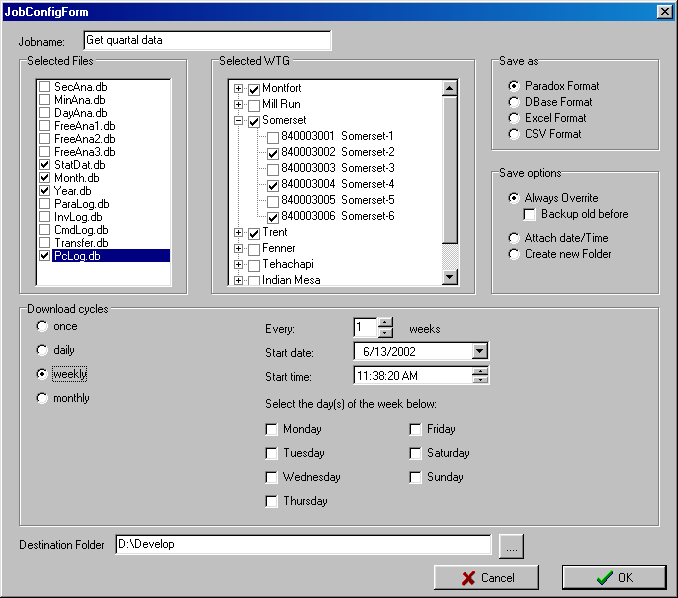 JobConfigForm
Jobname: Get quartal data
Selected Files
SecAna.db
MinAna.db
DayAna.db
FreeAna1.db
FreeAna2.db
FreeAna3.db
StatDat.db
Month.db
Year.db
ParaLog.db
InvLog.db
CmdLog.db
Transfer.db
PcLog.db
Selected WTG
Montfort
Mill Run
Somerset
840003001 Somerset-1
840003002 Somerset-2
840003003 Somerset-3
840003004 Somerset-4
840003005 Somerset-5
840003006 Somerset-6
Trent
Fenner
Tehachapi
Indian Mesa
Save as
Paradox Format
DBase Format
Excel Format
CSV Format
Save options
Always Overrite
Backup old before
Attach date/Time
Create new Folder
Download cycles
once
daily
weekly
monthly
Every: 1 weeks
Start date: 6/13/2002
Start time: 11:38:20 AM
Select the day(s) of the week below:
Monday
Tuesday
Wednesday
Thursday
Friday
Saturday
Sunday
Destination Folder D:\Develop ....
Cancel OK